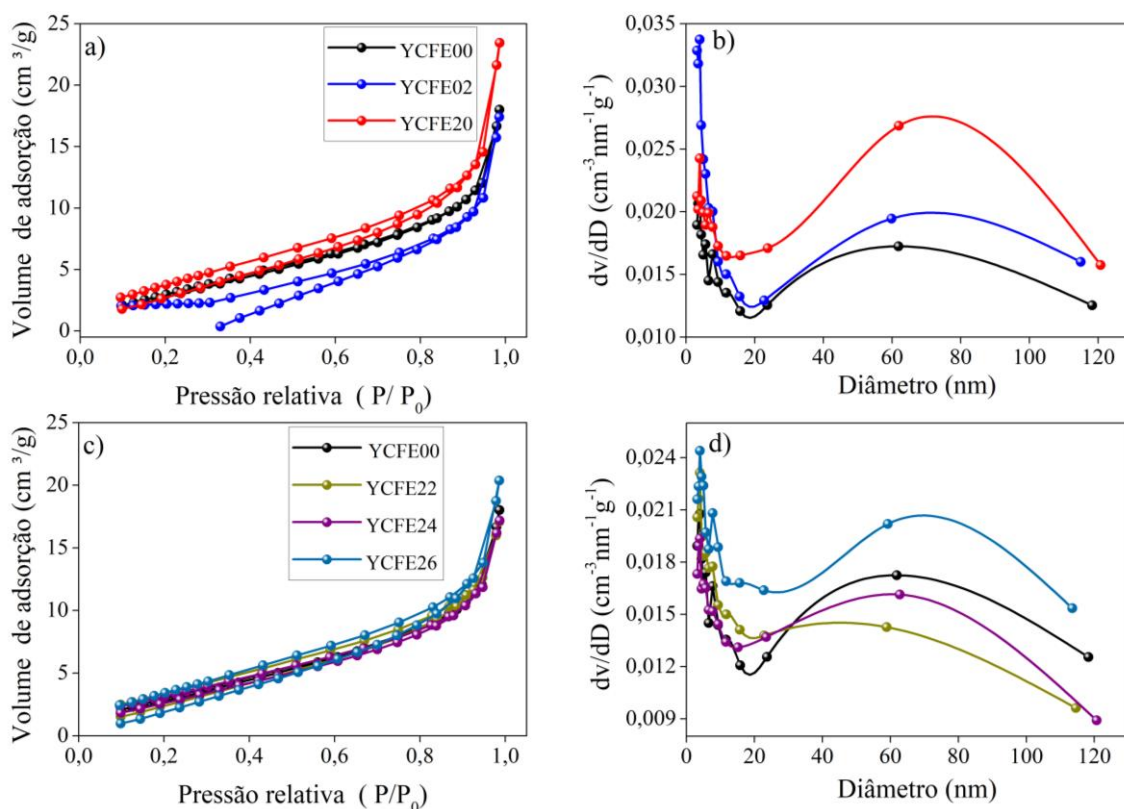 a)
25
20
15
10
5
0
Volume de adsorção (cm ³/g)
YCFE00
YCFE02
YCFE20
0,0 0,2 0,4 0,6 0,8 1,0
Pressão relativa ( P/ P₀)
b)
0,035
0,030
0,025
0,020
0,015
0,010
dv/dD (cm⁻³nm⁻¹g⁻¹)
0 20 40 60 80 100 120
Diâmetro (nm)
c)
25
20
15
10
5
0
Volume de adsorção (cm ³/g)
YCFE00
YCFE22
YCFE24
YCFE26
0,0 0,2 0,4 0,6 0,8 1,0
Pressão relativa ( P/P₀)
d)
0,024
0,021
0,018
0,015
0,012
0,009
dv/dD (cm⁻³nm⁻¹g⁻¹)
0 20 40 60 80 100 120
Diâmetro (nm)